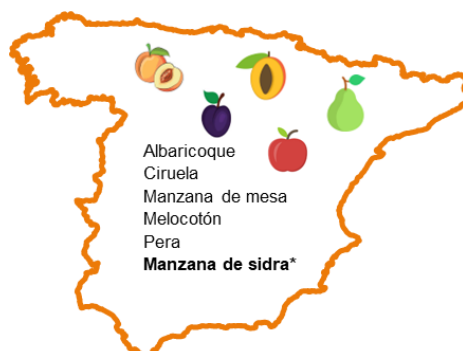 Albaricoque
Ciruela
Manzana de mesa
Melocotón
Pera
Manzana de sidra*